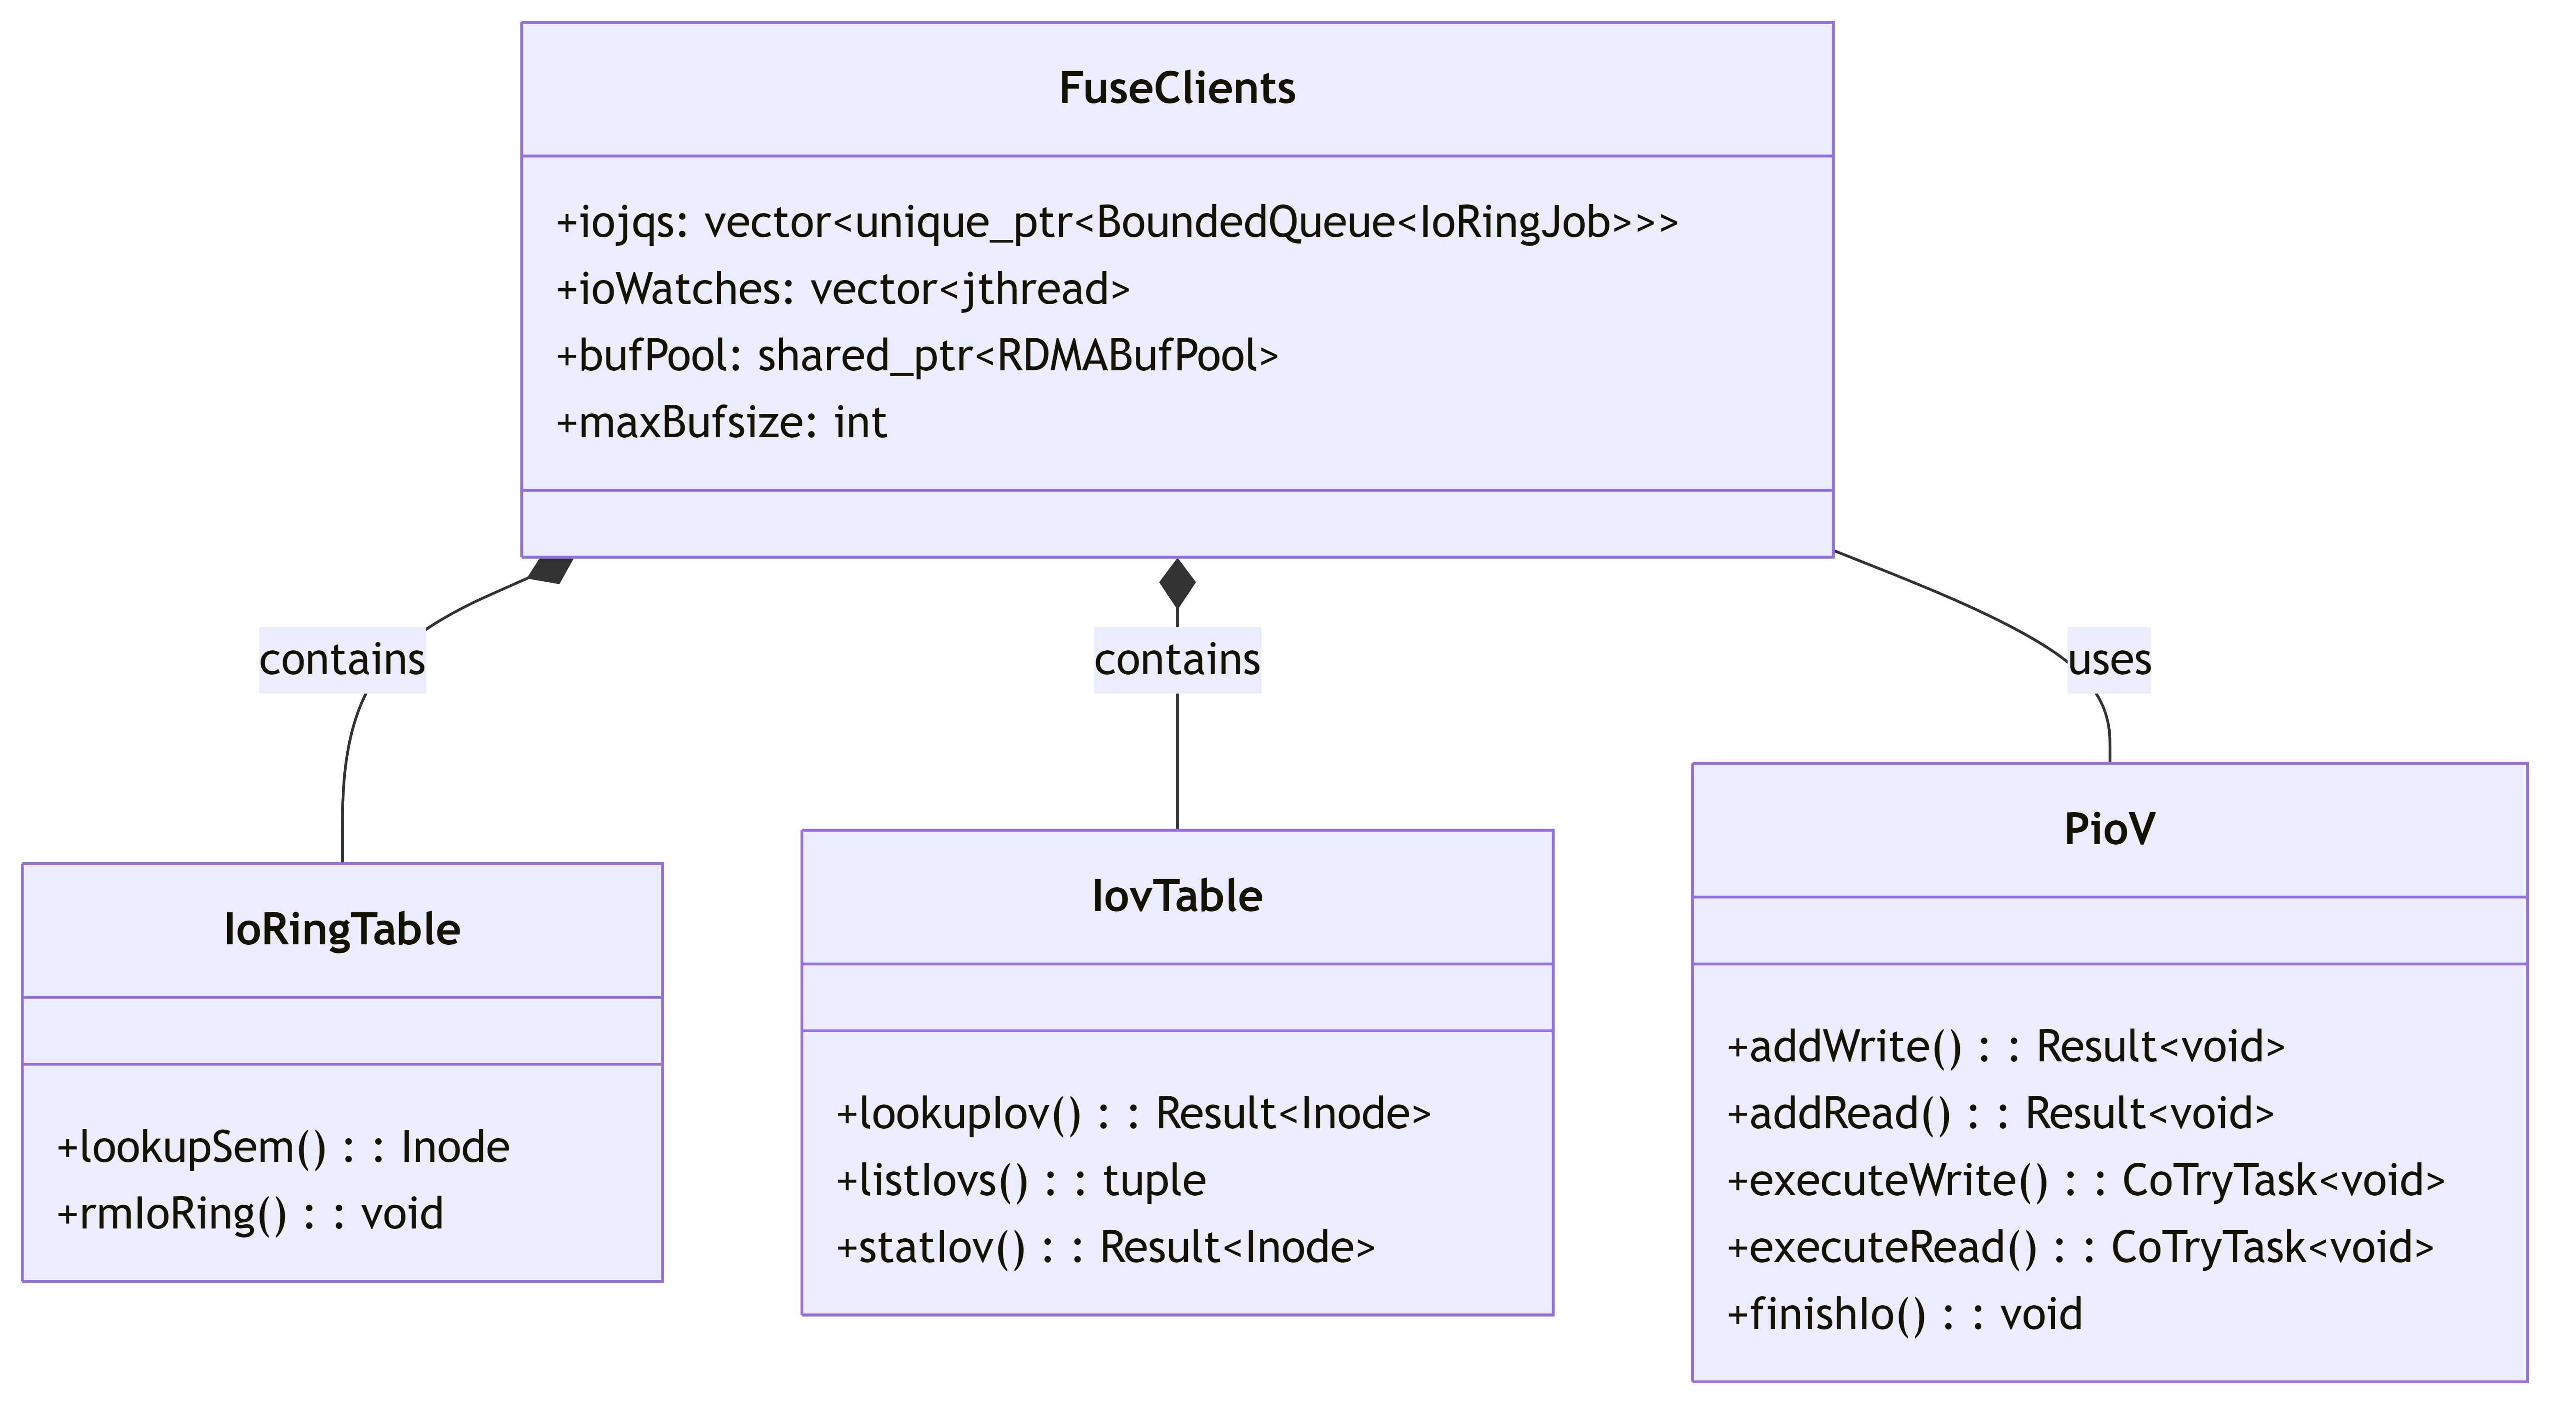 FuseClients
+iojqs: vector<unique_ptr<BoundedQueue<IoRingJob>>>
+ioWatches: vector<jthread>
+bufPool: shared_ptr<RDMABufPool>
+maxBufsize: int
contains
contains
uses
IoRingTable
+lookupSem() : : Inode
+rmIoRing() : : void
IovTable
+lookupIov() : : Result<Inode>
+listIovs() : : tuple
+statIov() : : Result<Inode>
PioV
+addWrite() : : Result<void>
+addRead() : : Result<void>
+executeWrite() : : CoTryTask<void>
+executeRead() : : CoTryTask<void>
+finishIo() : : void